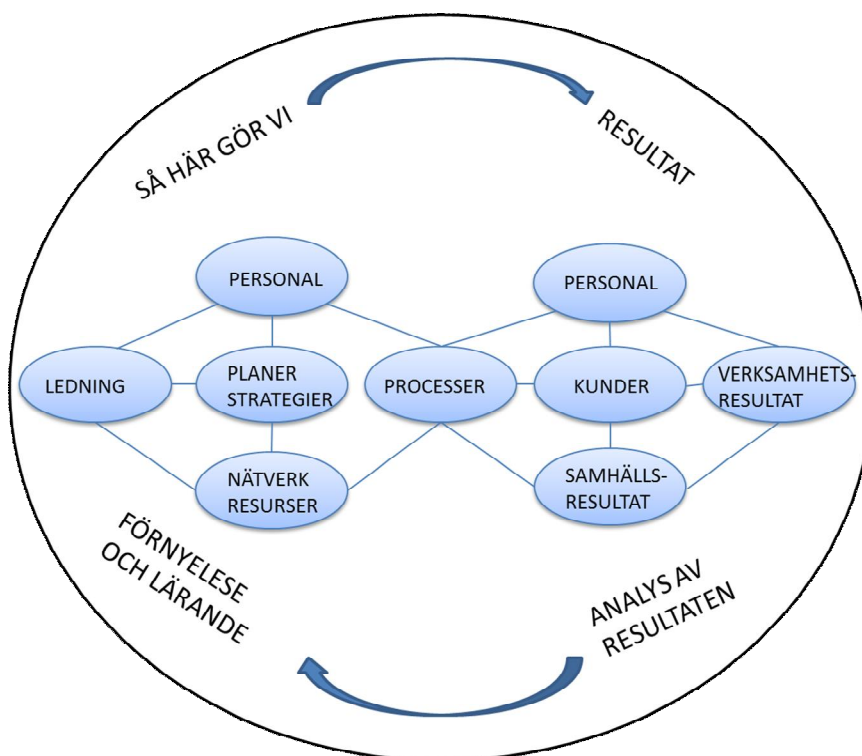 SÅ HÄR GÖR VI
RESULTAT
PERSONAL
PERSONAL
LEDNING
PLANER
STRATEGIER
PROCESSER
KUNDER
VERKSAMHETS-
RESULTAT
NÄTVERK
RESURSER
SAMHÄLLS-
RESULTAT
FÖRNYELESE
OCH LÄRANDE
ANALYS AV
RESULTATEN